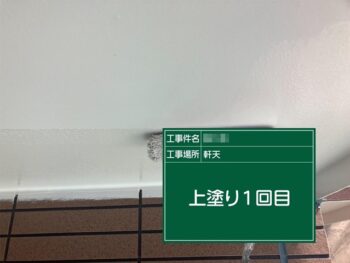 工事件名
工事場所 軒天
上塗り1回目